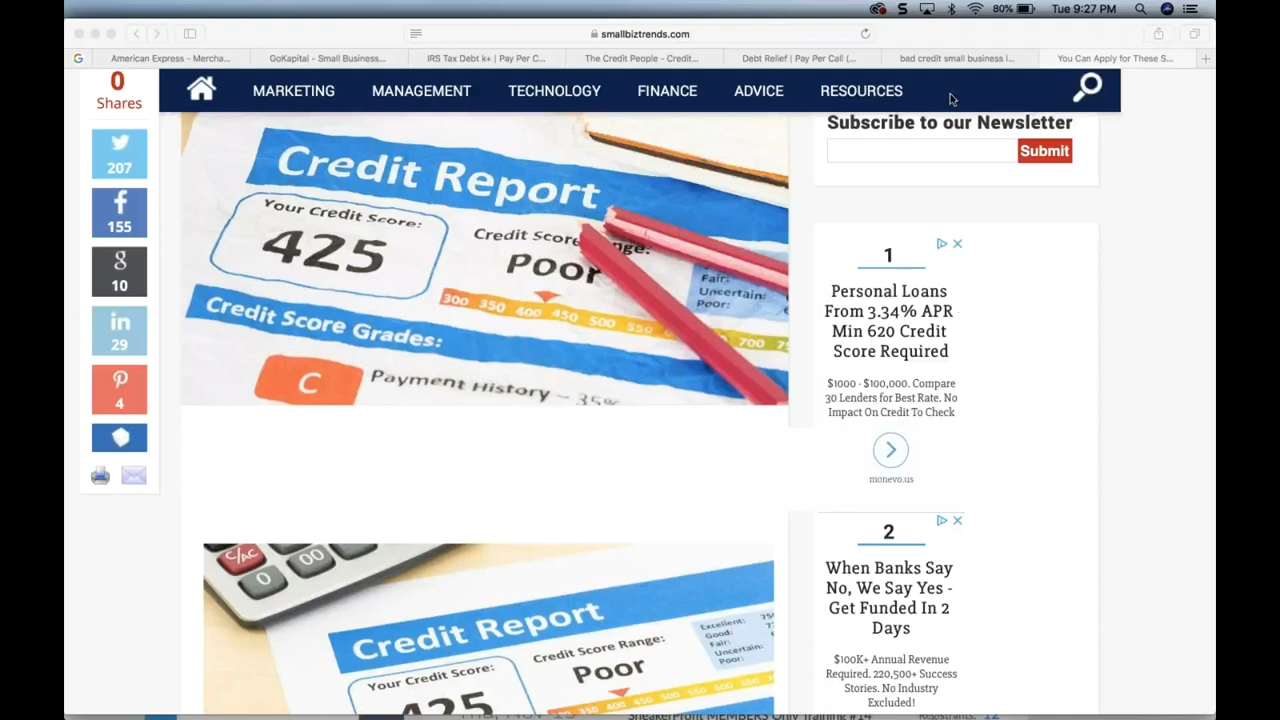 80%
Tue 9:27 PM
smallbiztrends.com
American Express - Mercha...
GoKapital - Small Business...
IRS Tax Debt k+ | Pay Per C...
The Credit People - Credit...
Debt Relief | Pay Per Call (...
bad credit small business l...
You Can Apply for These S...
0
Shares
MARKETING
MANAGEMENT
TECHNOLOGY
FINANCE
ADVICE
RESOURCES
207
155
10
in
29
4
Credit Report
Your Credit Score:
425
Credit Score
nge:
Poor
Fair:
Uncertain:
Poor:
300 350 400 450 500 550
700
Credit Score Grades:
C
Payment History – 35%
Subscribe to our Newsletter
Submit
1
Personal Loans
From 3.34% APR
Min 620 Credit
Score Required
$1000 - $100,000. Compare
30 Lenders for Best Rate. No
Impact On Credit To Check
monevo.us
2
When Banks Say
No, We Say Yes -
Get Funded In 2
Days
$100K+ Annual Revenue
Required. 220,500+ Success
Stories. No Industry
Excluded!
C/AC
0
00
Credit Report
Your Credit Score:
425
Credit Score Range:
Poor
Excellent:
Good:
Fair:
Uncertain:
Poor: